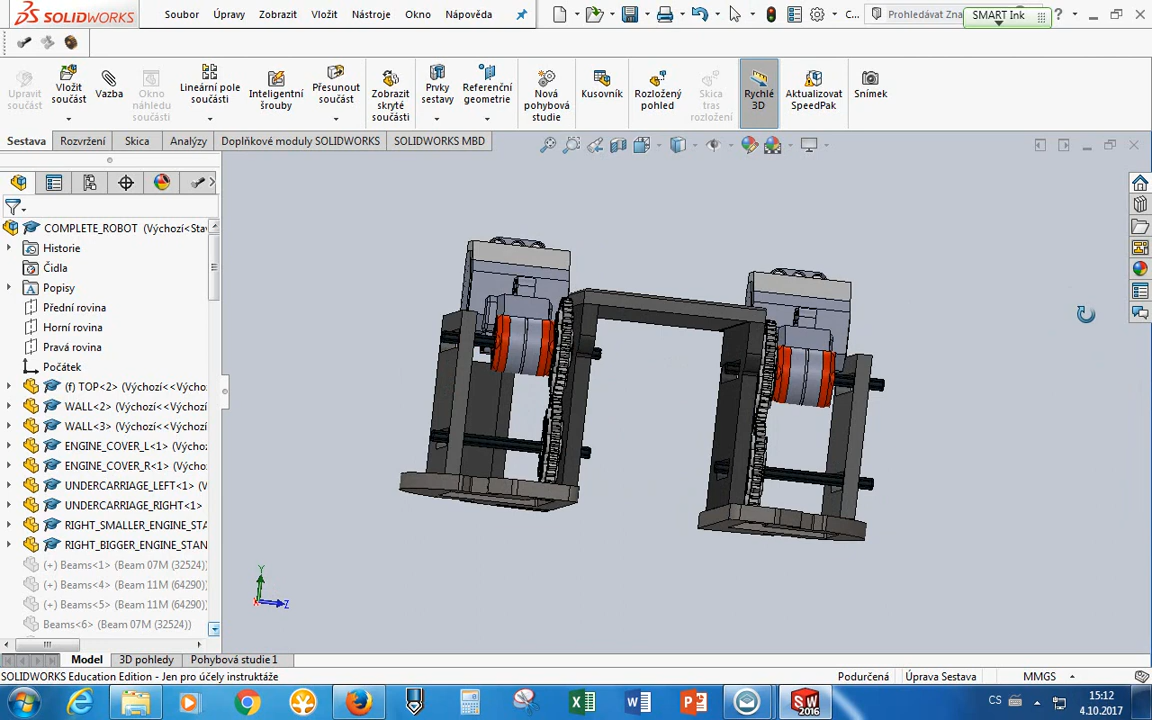 SOLIDWORKS Soubor Úpravy Zobrazit Vložit Nástroje Okno Nápověda C... Prohledávat Zna SMART Ink ?
Upravit součást
Vložit součást
Vazba
Okno náhledu součásti
Lineární pole součásti
Inteligentní šrouby
Přesunout součást
Zobrazit skryté součásti
Prvky sestavy
Referenční geometrie
Nová pohybová studie
Kusovník
Rozložený pohled
Skica tras rozložení
Rychlé 3D
Aktualizovat SpeedPak
Snímek
Sestava Rozvržení Skica Analýzy Doplňkové moduly SOLIDWORKS SOLIDWORKS MBD
COMPLETE_ROBOT (Výchozí<Stav
Historie
Čidla
Popisy
Přední rovina
Horní rovina
Pravá rovina
Počátek
(f) TOP<2> (Výchozí<<Výcho
WALL<2> (Výchozí<<Výchozí
WALL<3> (Výchozí<<Výchozí
ENGINE_COVER_L<1> (Výcho
ENGINE_COVER_R<1> (Výcho
UNDERCARRIAGE_LEFT<1> (V
UNDERCARRIAGE_RIGHT<1>
RIGHT_SMALLER_ENGINE_STA
RIGHT_BIGGER_ENGINE_STAN
(+) Beams<1> (Beam 07M (32524))
(+) Beams<4> (Beam 11M (64290))
(+) Beams<5> (Beam 11M (64290))
Beams<6> (Beam 07M (32524))
Y
X
Z
Model 3D pohledy Pohybová studie 1
SOLIDWORKS Education Edition - Jen pro účely instruktáže Podurčená Úprava Sestava MMGS
SW 2016
CS
15:12
4.10.2017